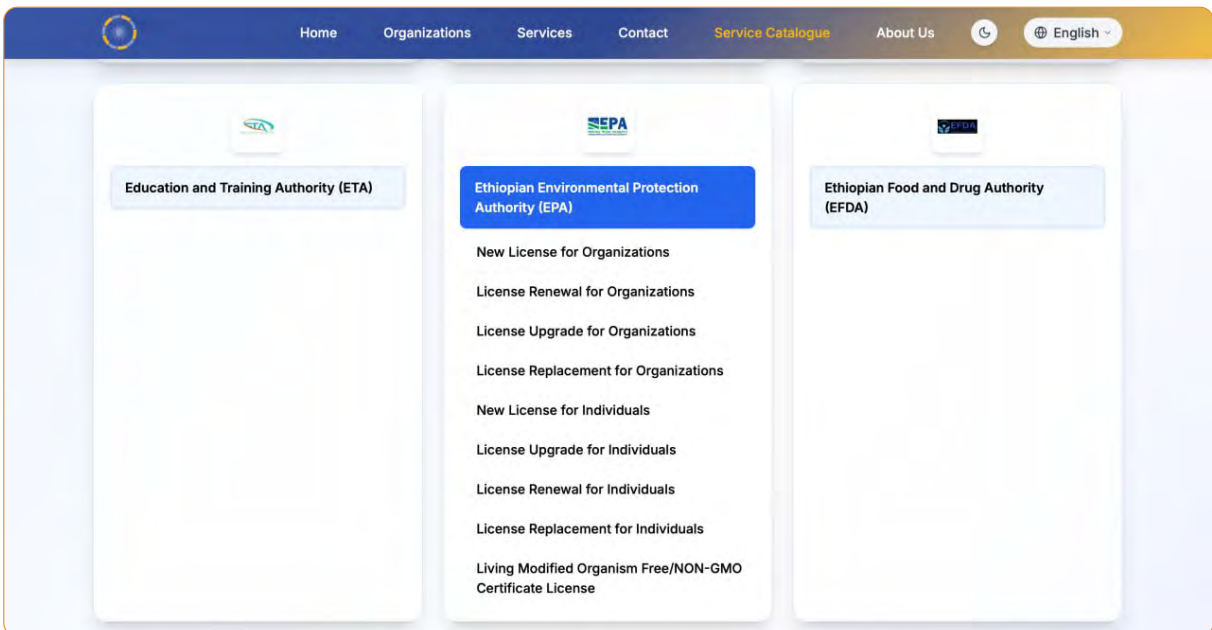 Home Organizations Services Contact Service Catalogue About Us English
ETA
EPA
EFDA
Education and Training Authority (ETA)
Ethiopian Environmental Protection
Authority (EPA)
Ethiopian Food and Drug Authority
(EFDA)
New License for Organizations
License Renewal for Organizations
License Upgrade for Organizations
License Replacement for Organizations
New License for Individuals
License Upgrade for Individuals
License Renewal for Individuals
License Replacement for Individuals
Living Modified Organism Free/NON-GMO
Certificate License